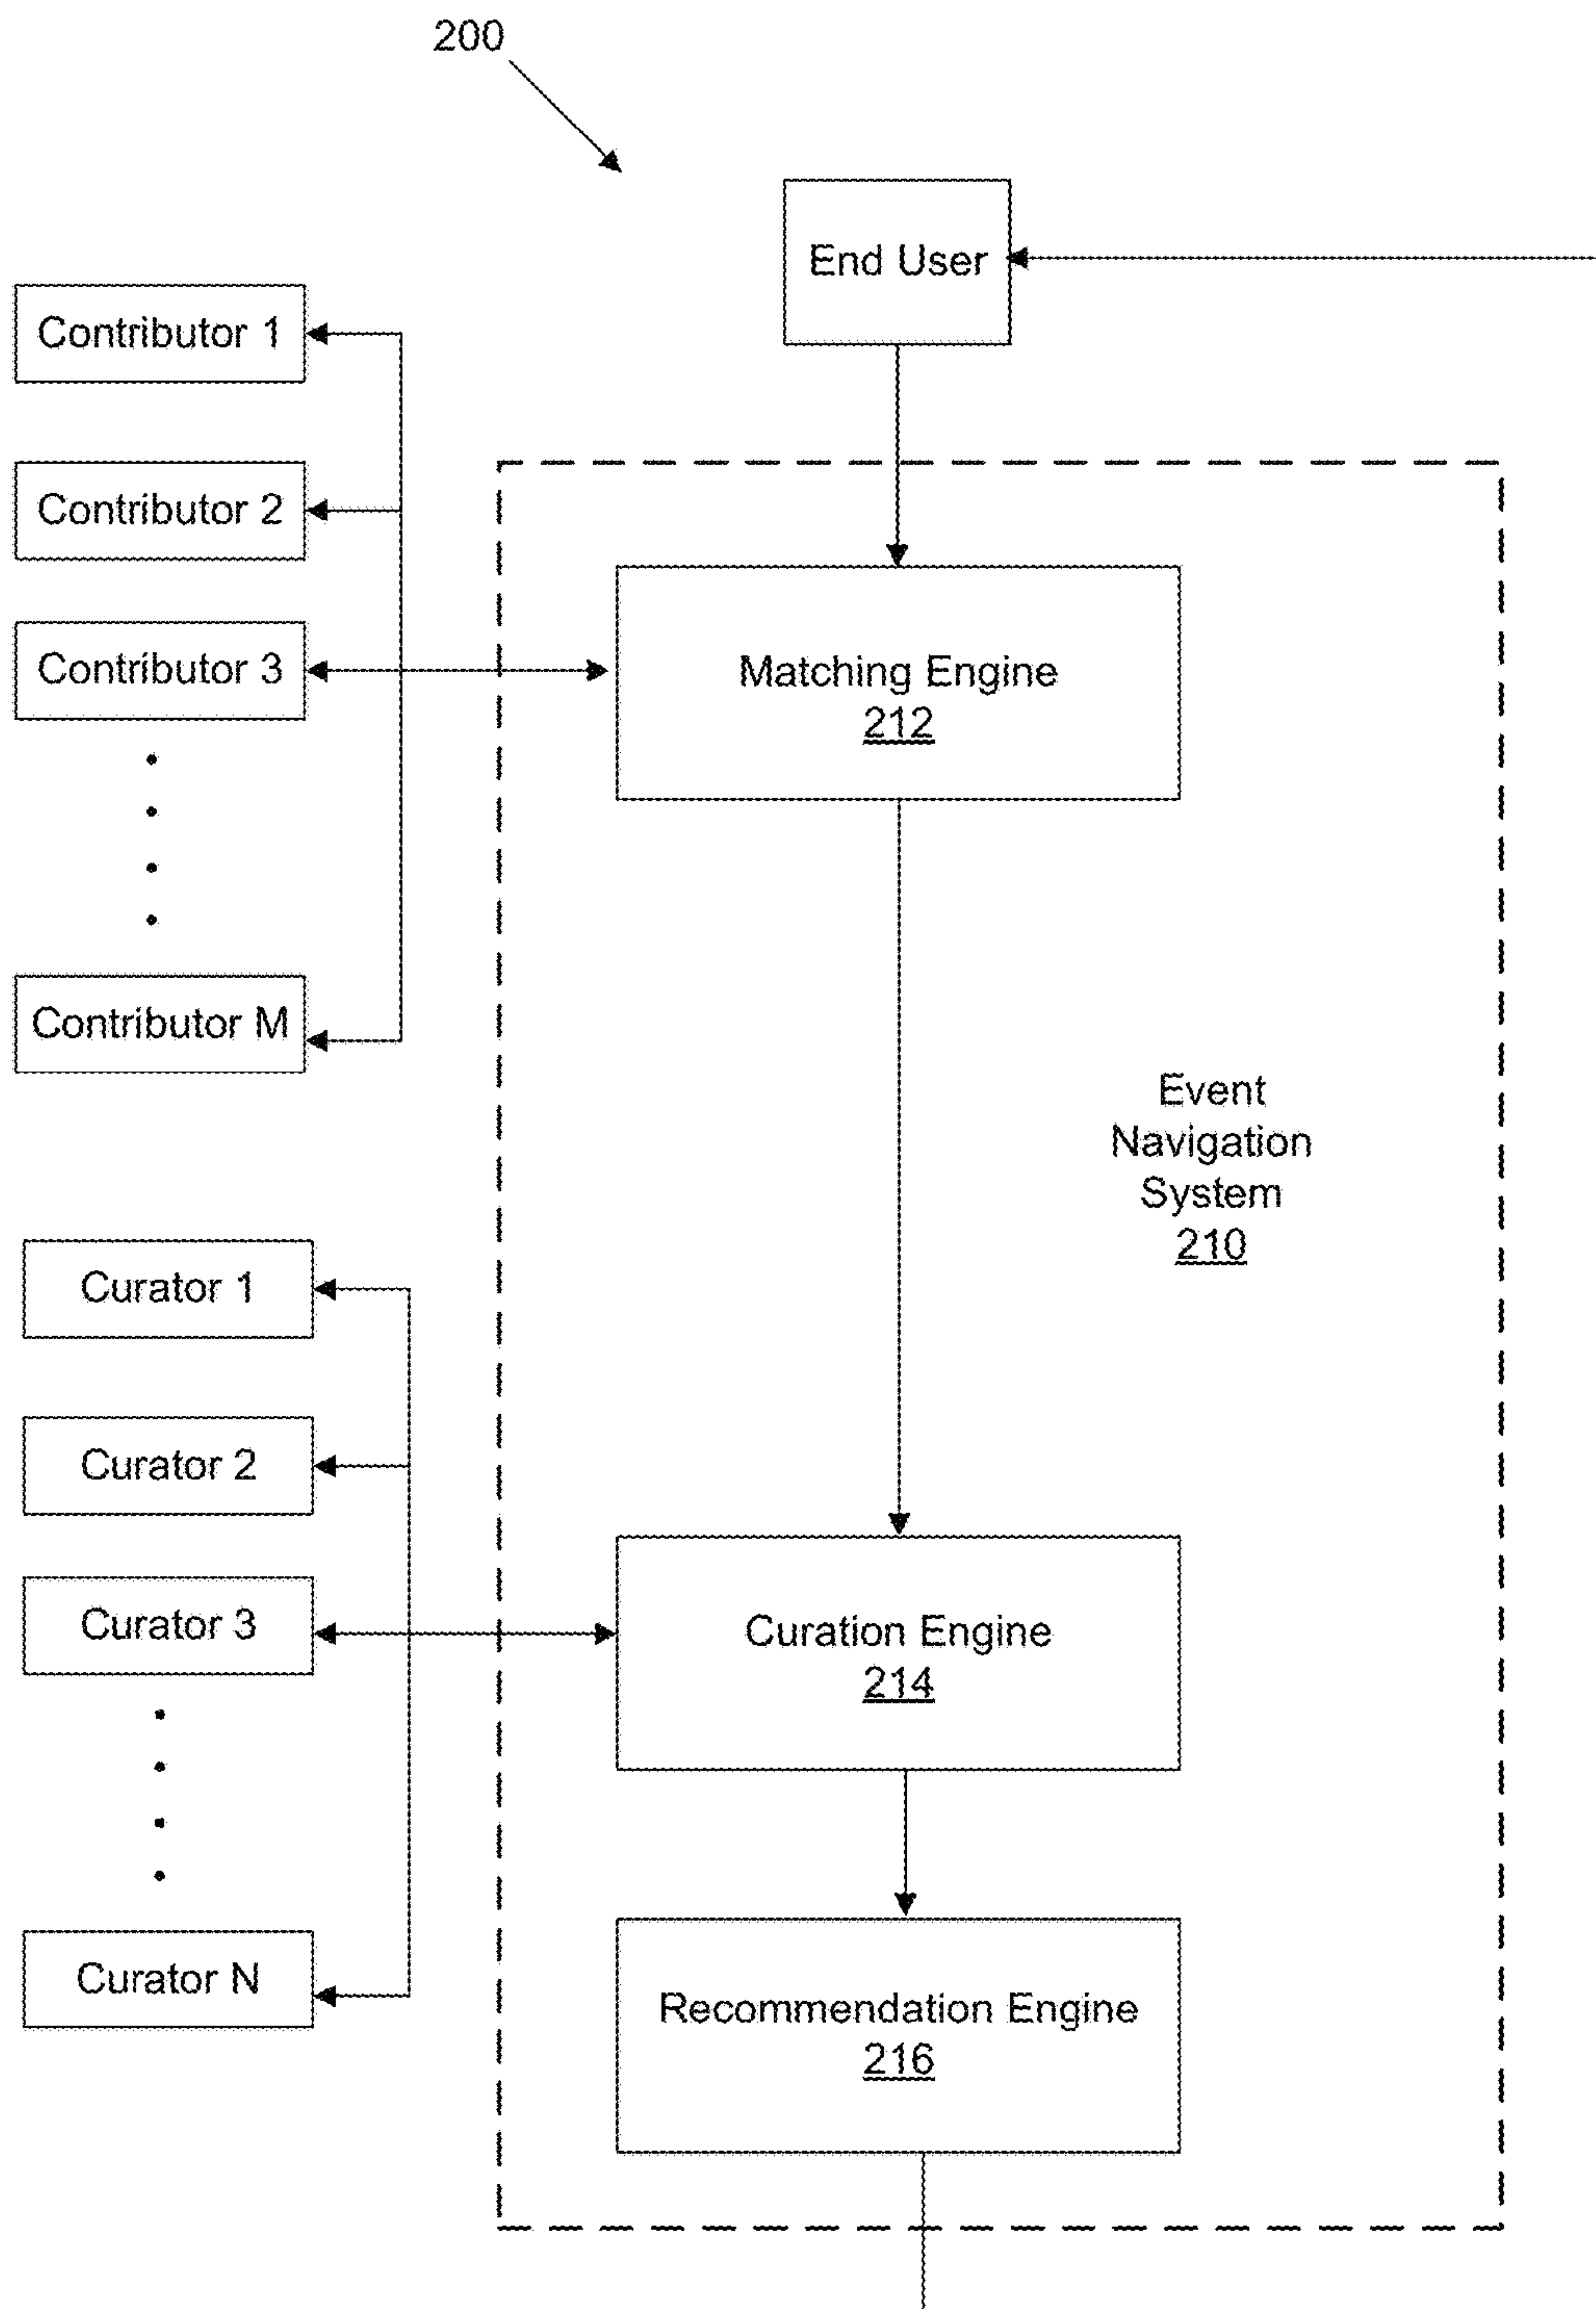 200
End User
Contributor 1
Contributor 2
Contributor 3
Contributor M
Matching Engine
212
Event
Navigation
System
210
Curator 1
Curator 2
Curator 3
Curator N
Curation Engine
214
Recommendation Engine
216